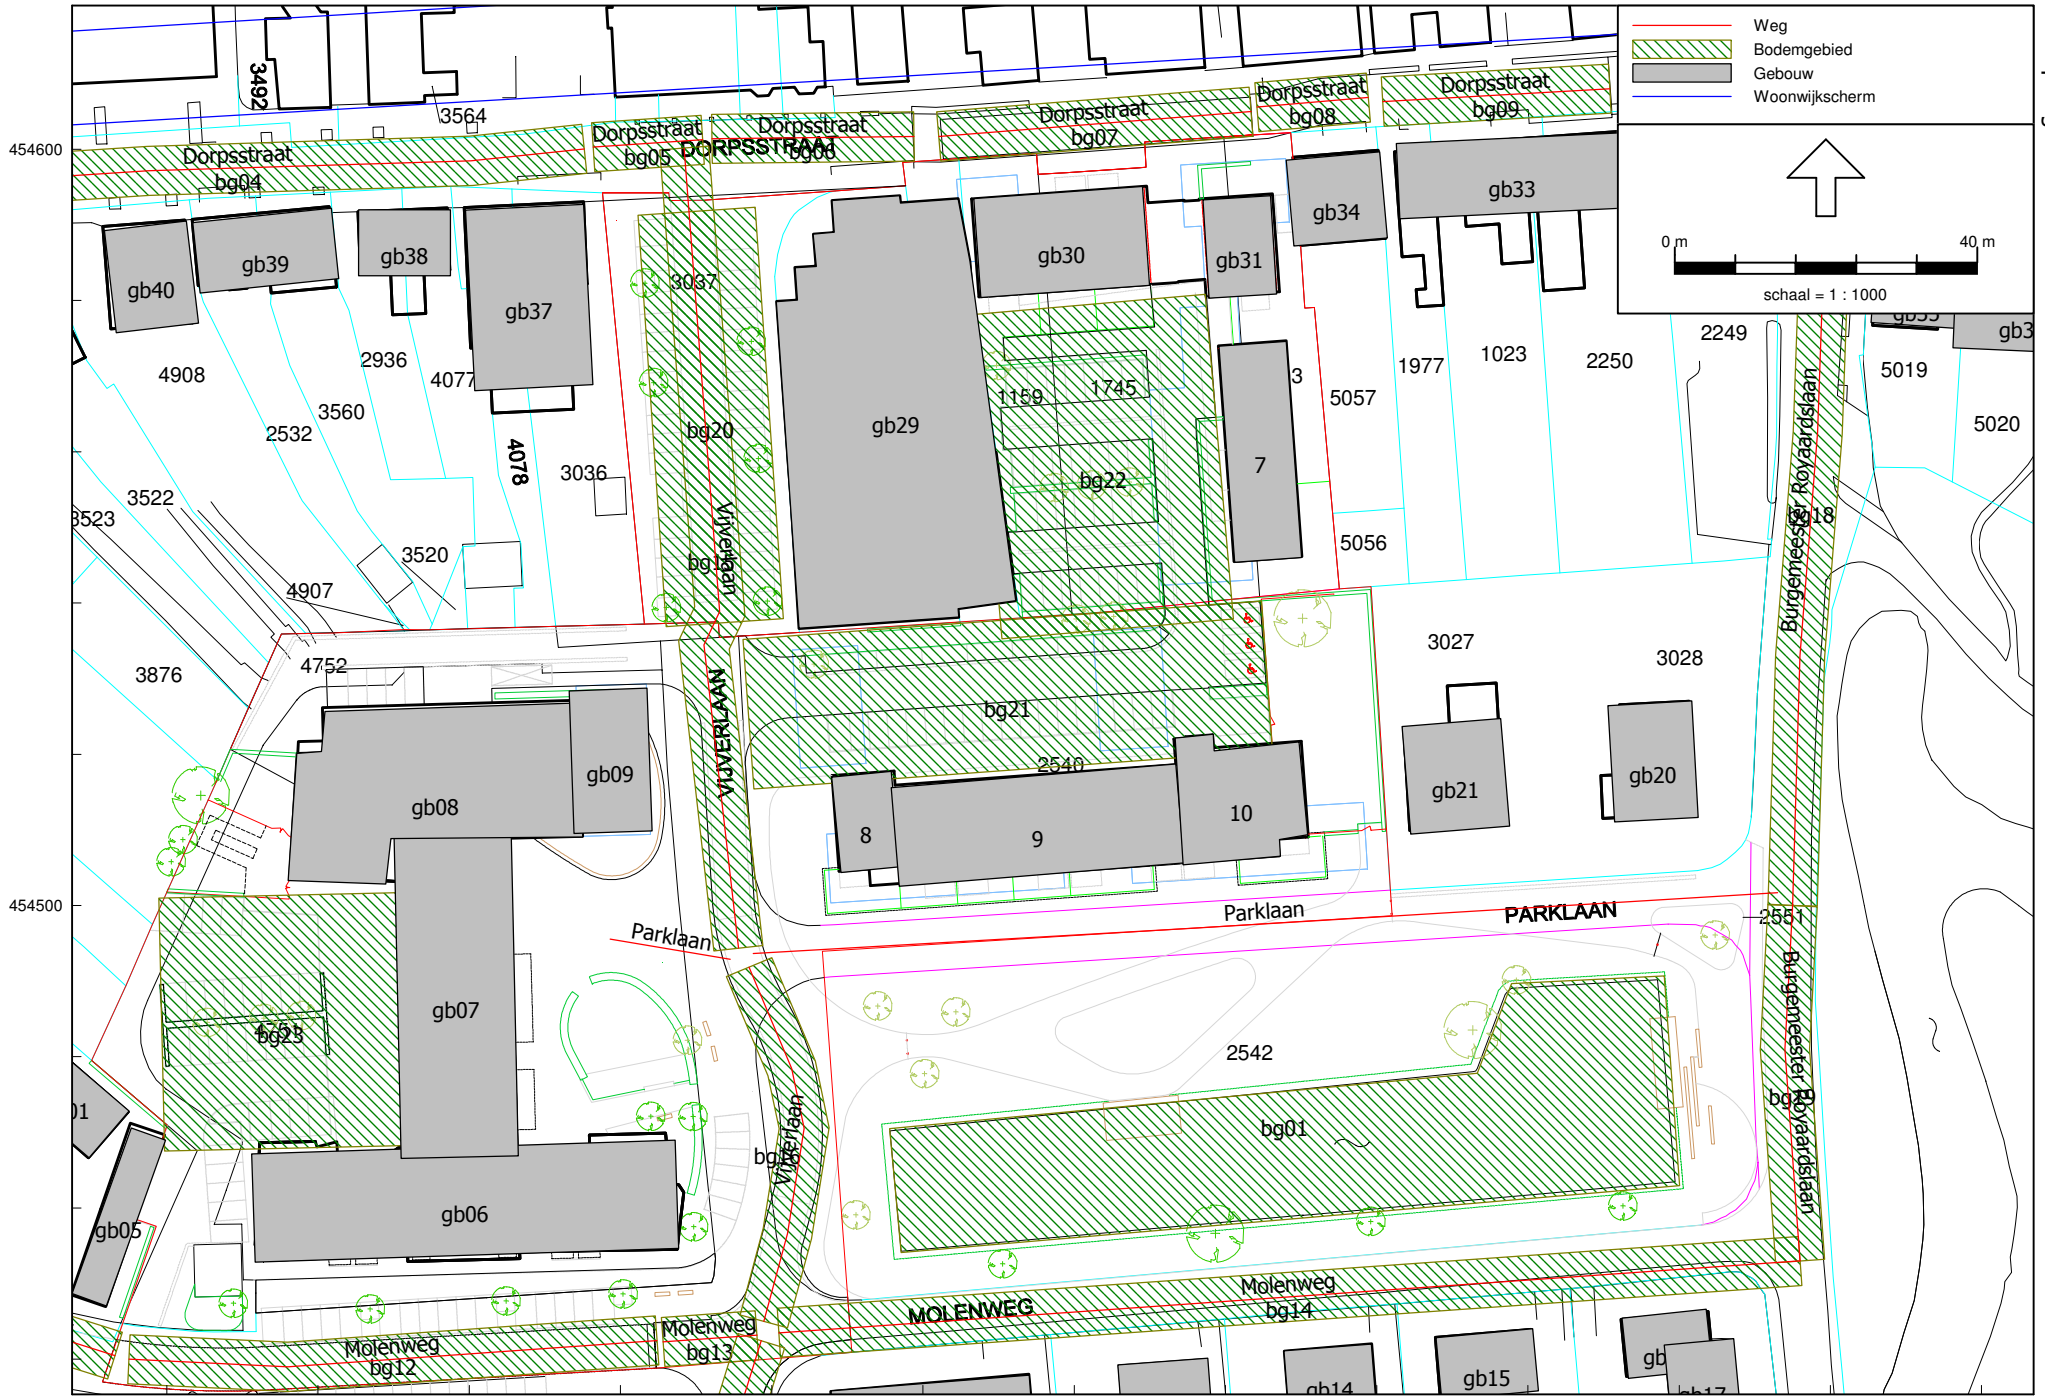 Weg
Bodemgebied
Gebouw
Woonwijkscherm
0 m
40 m
schaal = 1 : 1000
454600
454500
3492
3564
Dorpsstraat
bg04
Dorpsstraat
bg05
Dorpsstraat
bg06
DORPSSTRAAT
Dorpsstraat
bg07
Dorpsstraat
bg08
Dorpsstraat
bg09
gb40
gb39
gb38
gb37
gb30
gb31
gb34
gb33
3037
gb29
4908
2936
4077
3560
2532
4078
3036
3522
3523
3520
4907
4752
3876
bg20
Vijverlaan
1159
1745
bg22
7
3
5057
1977
1023
2250
2249
5019
5020
5056
Burgemeester Royaardslaan
bg18
3027
3028
VIJVERLAAN
bg21
2540
gb08
gb09
8
9
10
gb21
gb20
Parklaan
Parklaan
PARKLAAN
2551
gb07
4751
bg23
2542
bg01
Burgemeester Royaardslaan
Vijverlaan
bg16
gb05
gb06
Molenweg
bg12
Molenweg
bg13
MOLENWEG
Molenweg
bg14
gb14
gb15
gb17